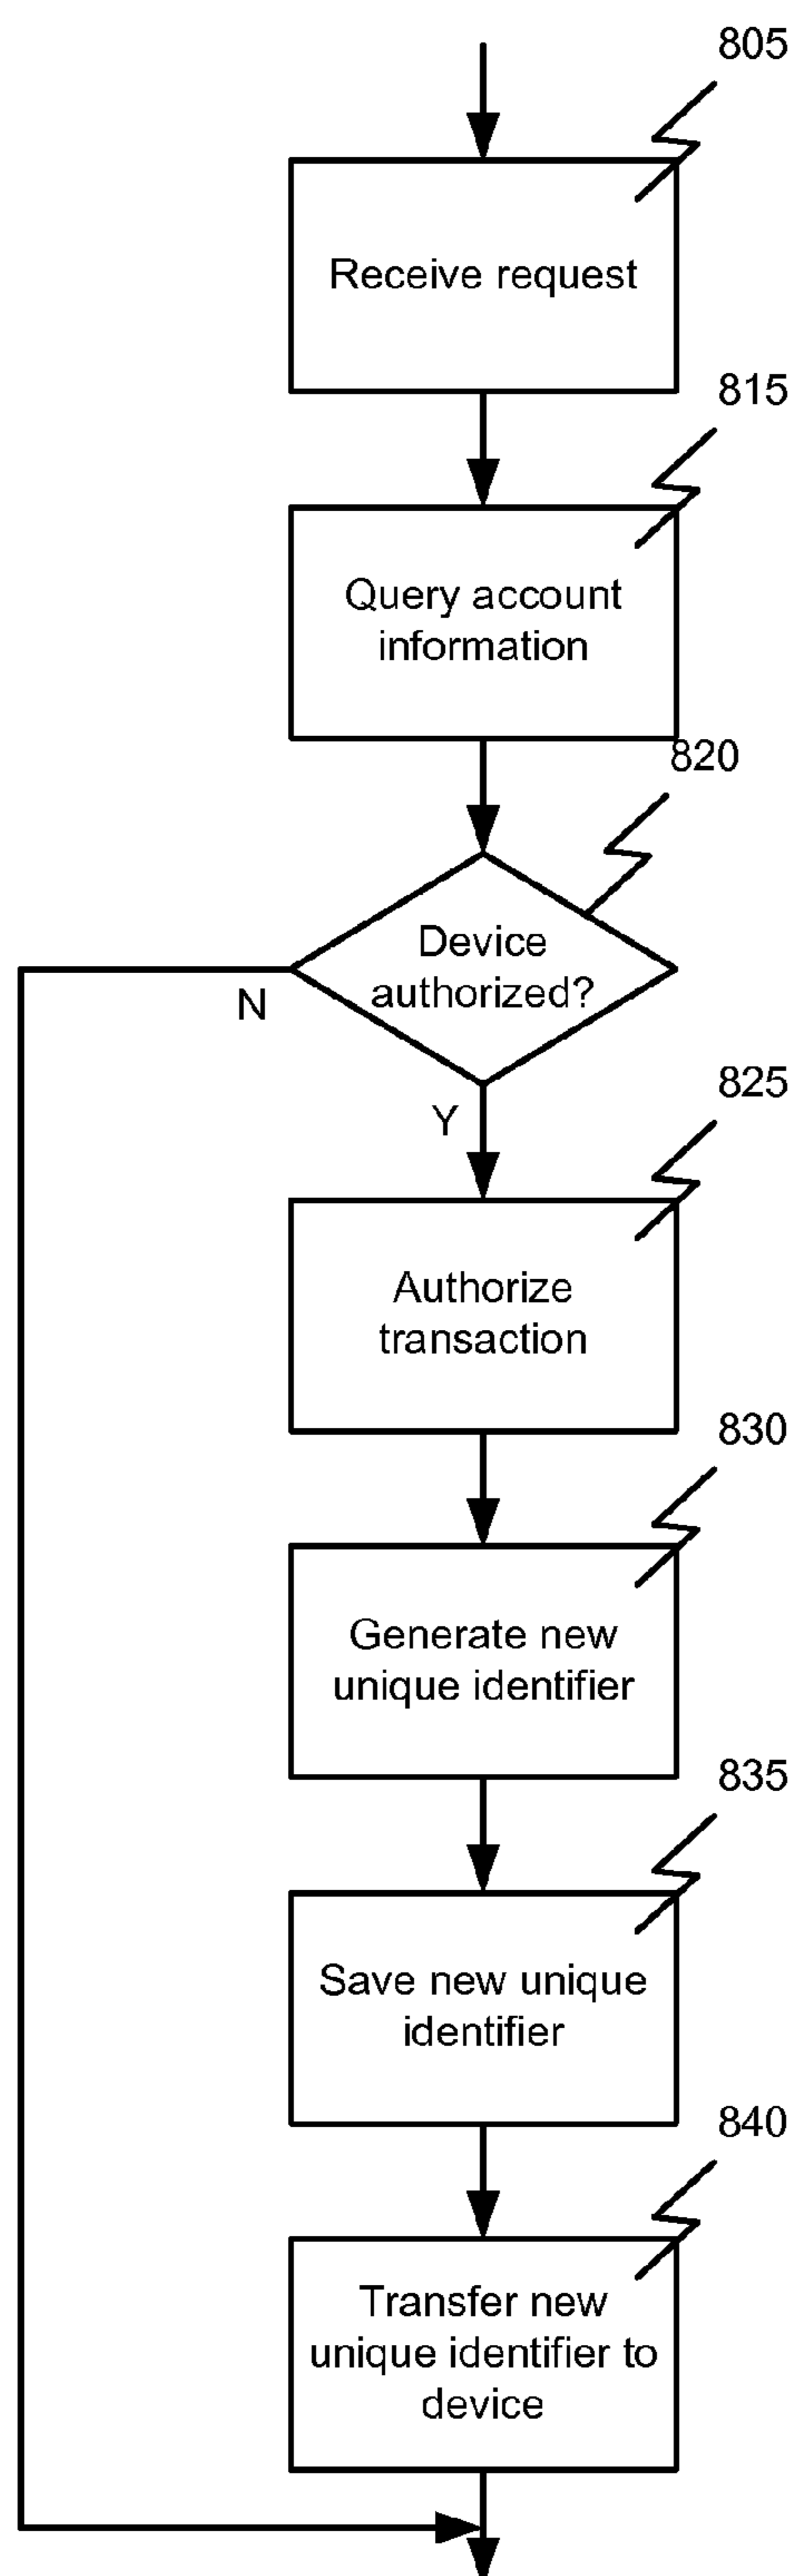 805
Receive request
815
Query account
information
820
Device
authorized?
N
Y
825
Authorize
transaction
830
Generate new
unique identifier
835
Save new unique
identifier
840
Transfer new
unique identifier to
device